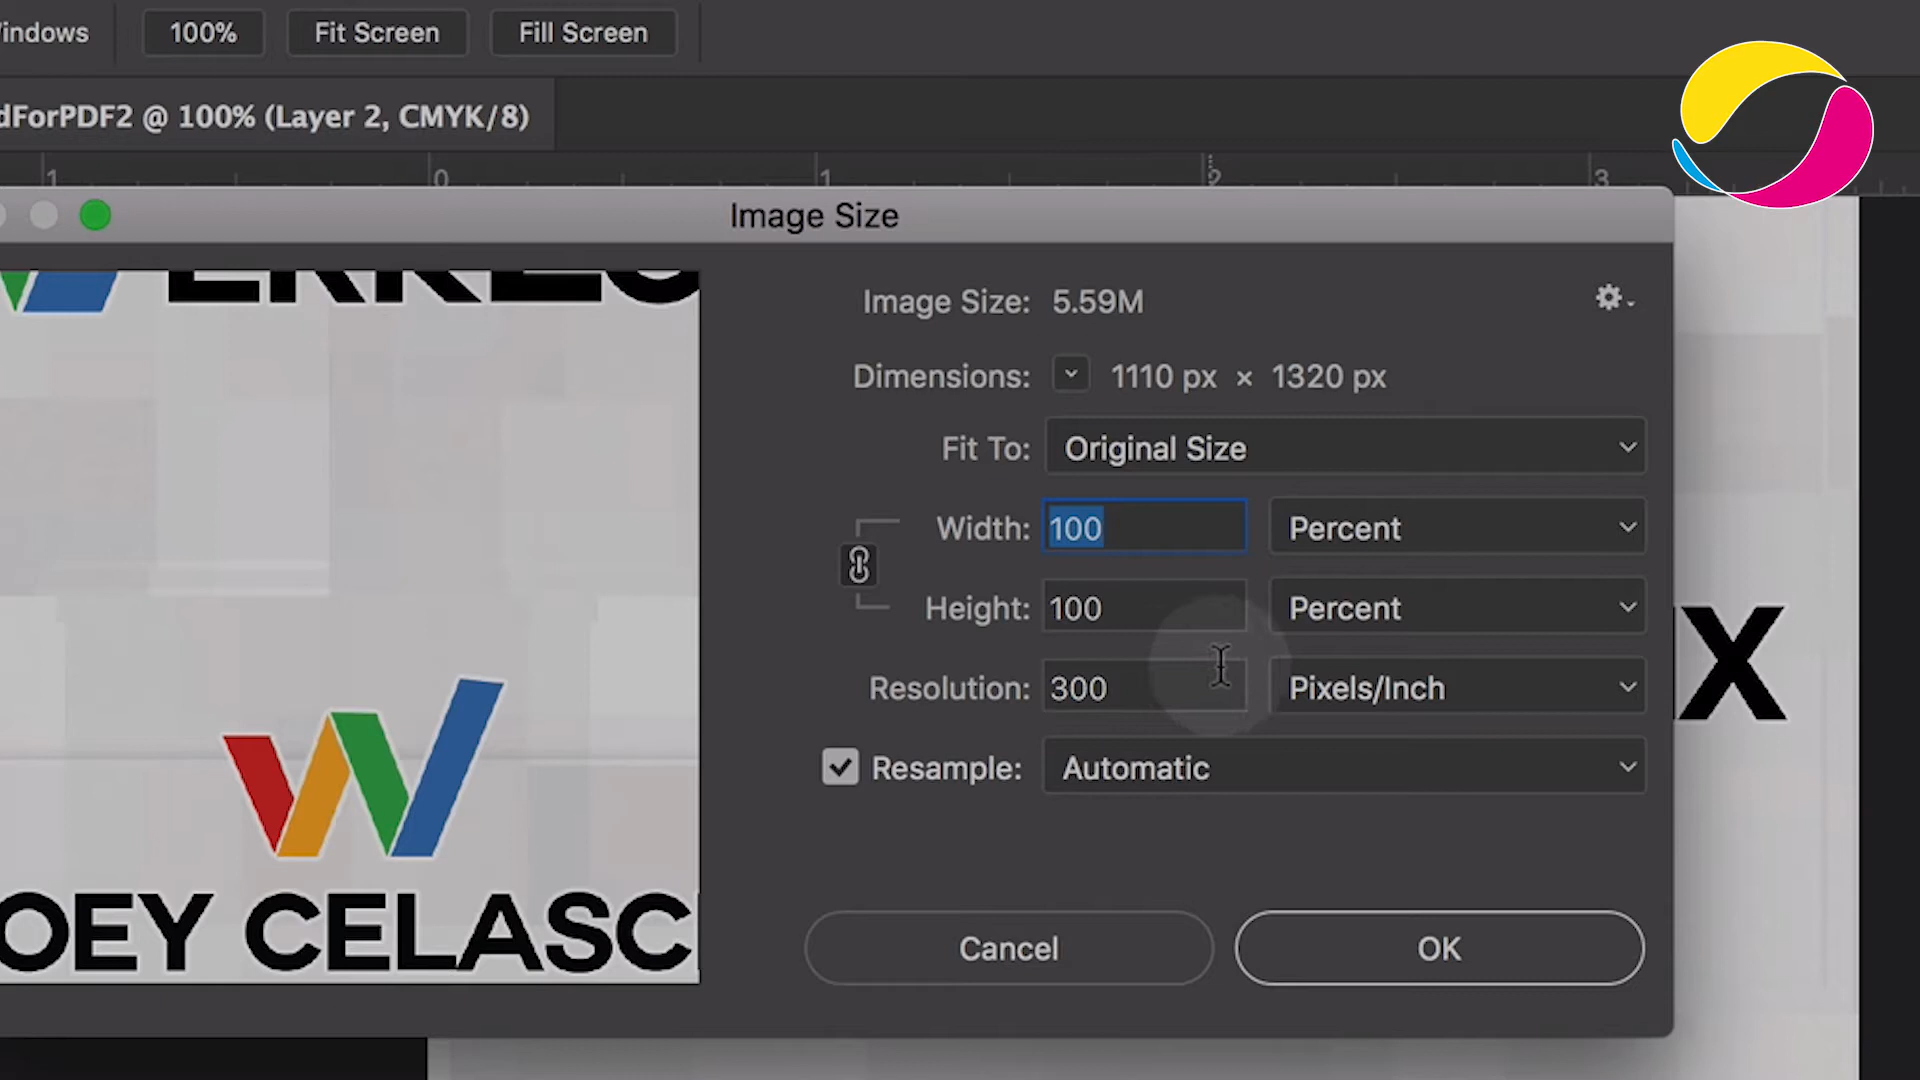 indows 100% Fit Screen Fill Screen
dForPDF2 @ 100% (Layer 2, CMYK/8)
1 0 1 2 3
Image Size
Image Size: 5.59M
Dimensions: 1110 px × 1320 px
Fit To: Original Size
Width: 100 Percent
Height: 100 Percent
Resolution: 300 Pixels/Inch
Resample: Automatic
Cancel OK
OEY CELASC
X